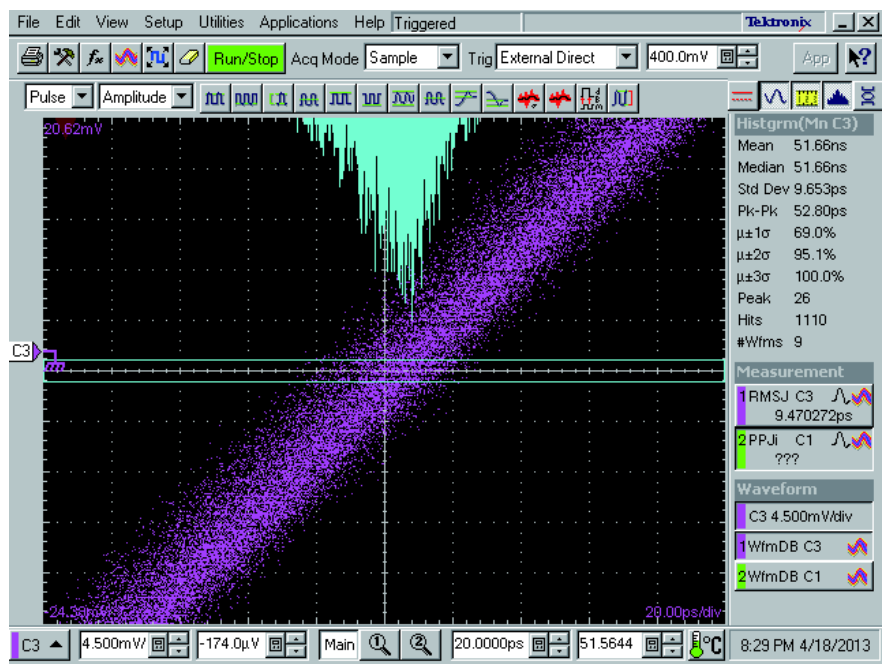 File Edit View Setup Utilities Applications Help Triggered Tektronix
Run/Stop Acq Mode Sample Trig External Direct 400.0mV App
Pulse Amplitude
20.62mV
C3
20.00ps/div
Histgrm(Mn C3)
Mean 51.66ns
Median 51.66ns
Std Dev 9.653ps
Pk-Pk 52.80ps
µ±1σ 69.0%
µ±2σ 95.1%
µ±3σ 100.0%
Peak 26
Hits 1110
#Wfms 9
Measurement
1 RMSJ C3
9.470272ps
2 PPJi C1
???
Waveform
C3 4.500mV/div
1 WfmDB C3
2 WfmDB C1
C3 4.500mV/ -174.0µV Main 1 2 20.0000ps 51.5644 °C 8:29 PM 4/18/2013